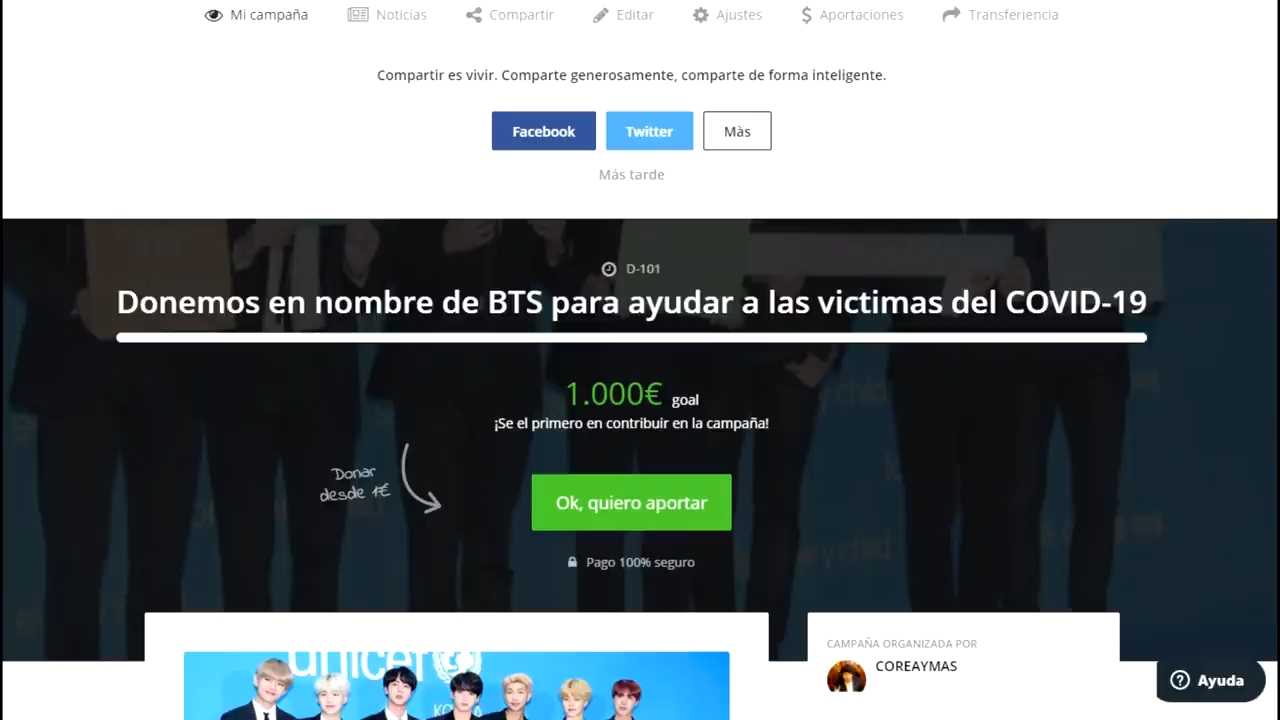 Mi campaña Noticias Compartir Editar Ajustes Aportaciones Transferiencia
Compartir es vivir. Comparte generosamente, comparte de forma inteligente.
Facebook Twitter Màs
Más tarde
D-101
Donemos en nombre de BTS para ayudar a las victimas del COVID-19
1.000€ goal
¡Se el primero en contribuir en la campaña!
Donar
desde 1€
Ok, quiero aportar
Pago 100% seguro
CAMPAÑA ORGANIZADA POR
COREAYMAS
unicef
Ayuda